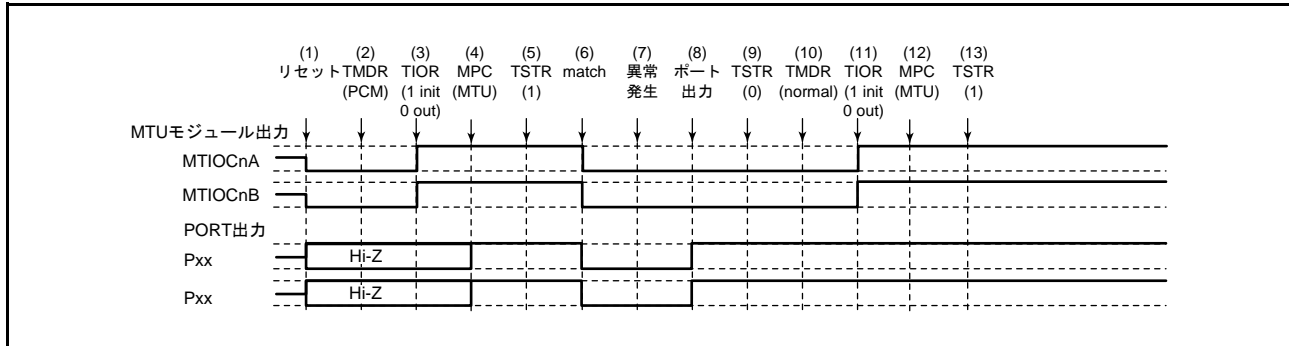 (1) (2) (3) (4) (5) (6) (7) (8) (9) (10) (11) (12) (13)
リセット TMDR TIOR MPC TSTR match 異常 ポート TSTR TMDR TIOR MPC TSTR
(PCM) (1 init (MTU) (1) 発生 出力 (0) (normal) (1 init (MTU) (1)
0 out) 0 out)
MTUモジュール出力
MTIOCnA
MTIOCnB
PORT出力
Pxx Hi-Z
Pxx Hi-Z